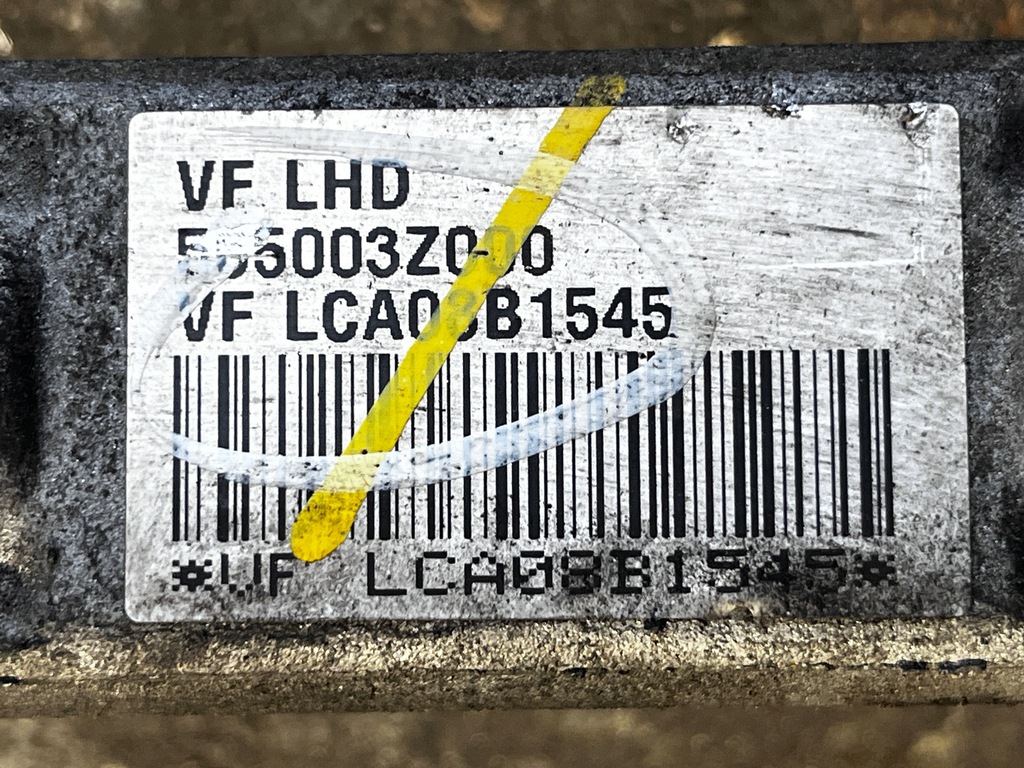 VF LHD
565003Z000
VF LCA08B1545
*VF LCA08B1545*